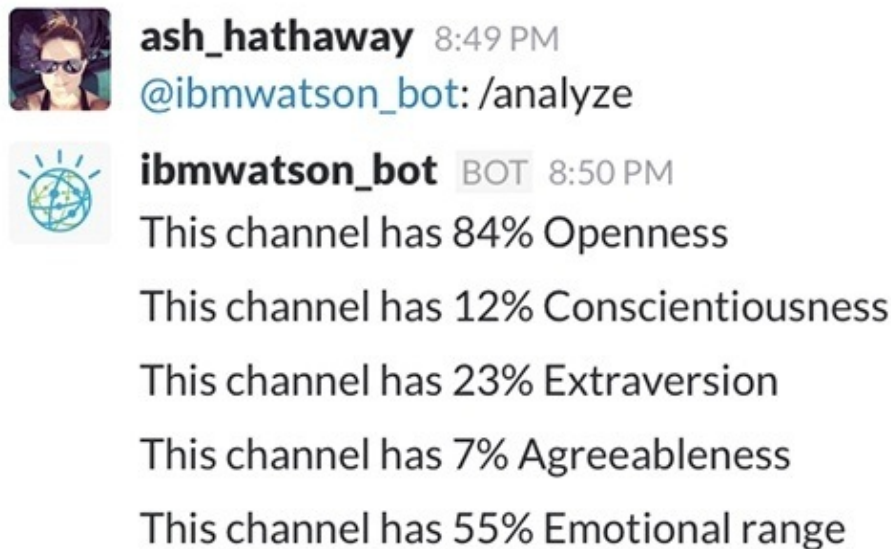 ash_hathaway 8:49 PM
@ibmwatson_bot: /analyze
ibmwatson_bot BOT 8:50 PM
This channel has 84% Openness
This channel has 12% Conscientiousness
This channel has 23% Extraversion
This channel has 7% Agreeableness
This channel has 55% Emotional range